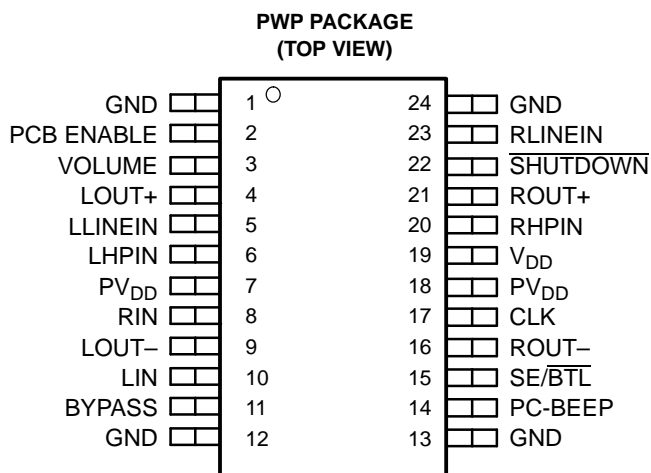 PWP PACKAGE
(TOP VIEW)
GND 1 24 GND
PCB ENABLE 2 23 RLINEIN
VOLUME 3 22 SHUTDOWN
LOUT+ 4 21 ROUT+
LLINEIN 5 20 RHPIN
LHPIN 6 19 VDD
PVDD 7 18 PVDD
RIN 8 17 CLK
LOUT– 9 16 ROUT–
LIN 10 15 SE/BTL
BYPASS 11 14 PC-BEEP
GND 12 13 GND